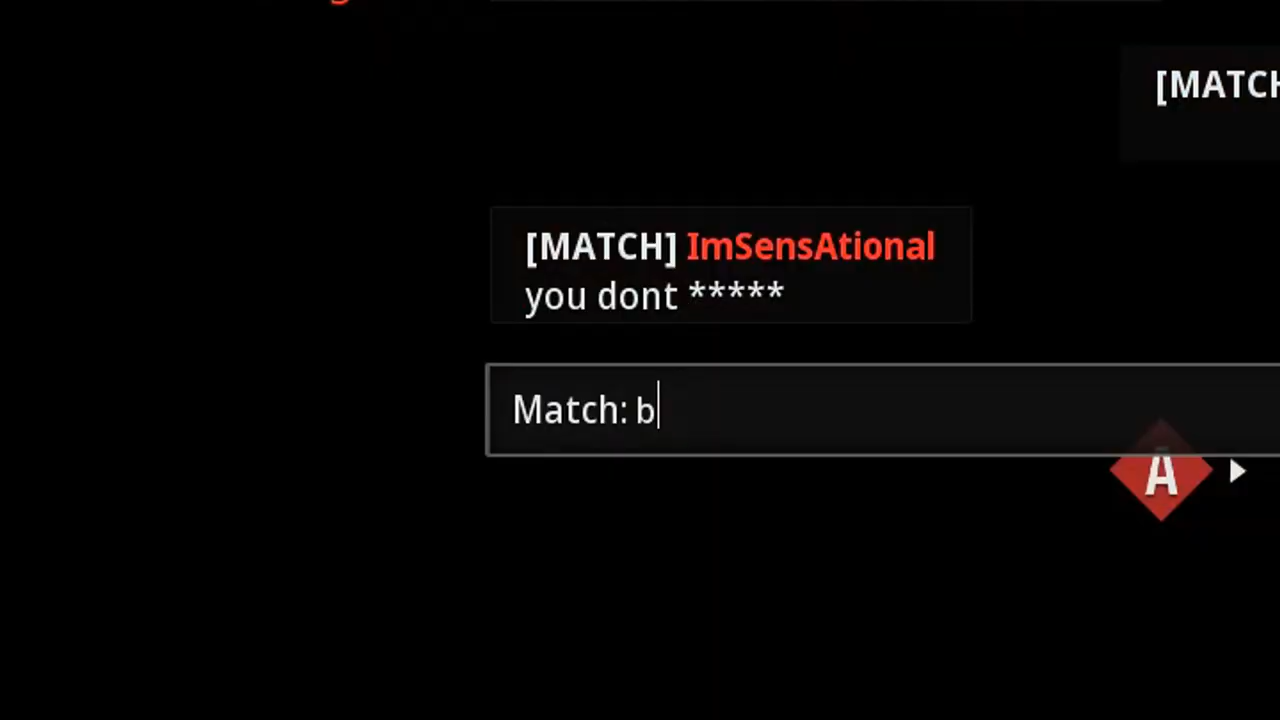 [MATCH
[MATCH] ImSensAtional
you dont *****
Match: b
A